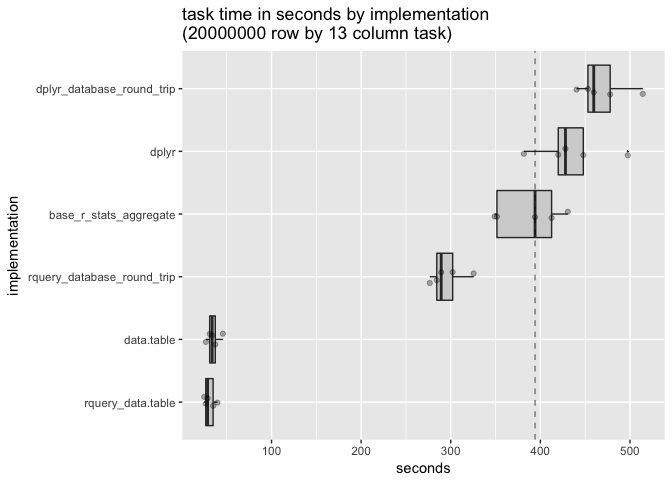 task time in seconds by implementation
(20000000 row by 13 column task)
implementation
dplyr_database_round_trip
dplyr
base_r_stats_aggregate
rquery_database_round_trip
data.table
rquery_data.table
100 200 300 400 500
seconds